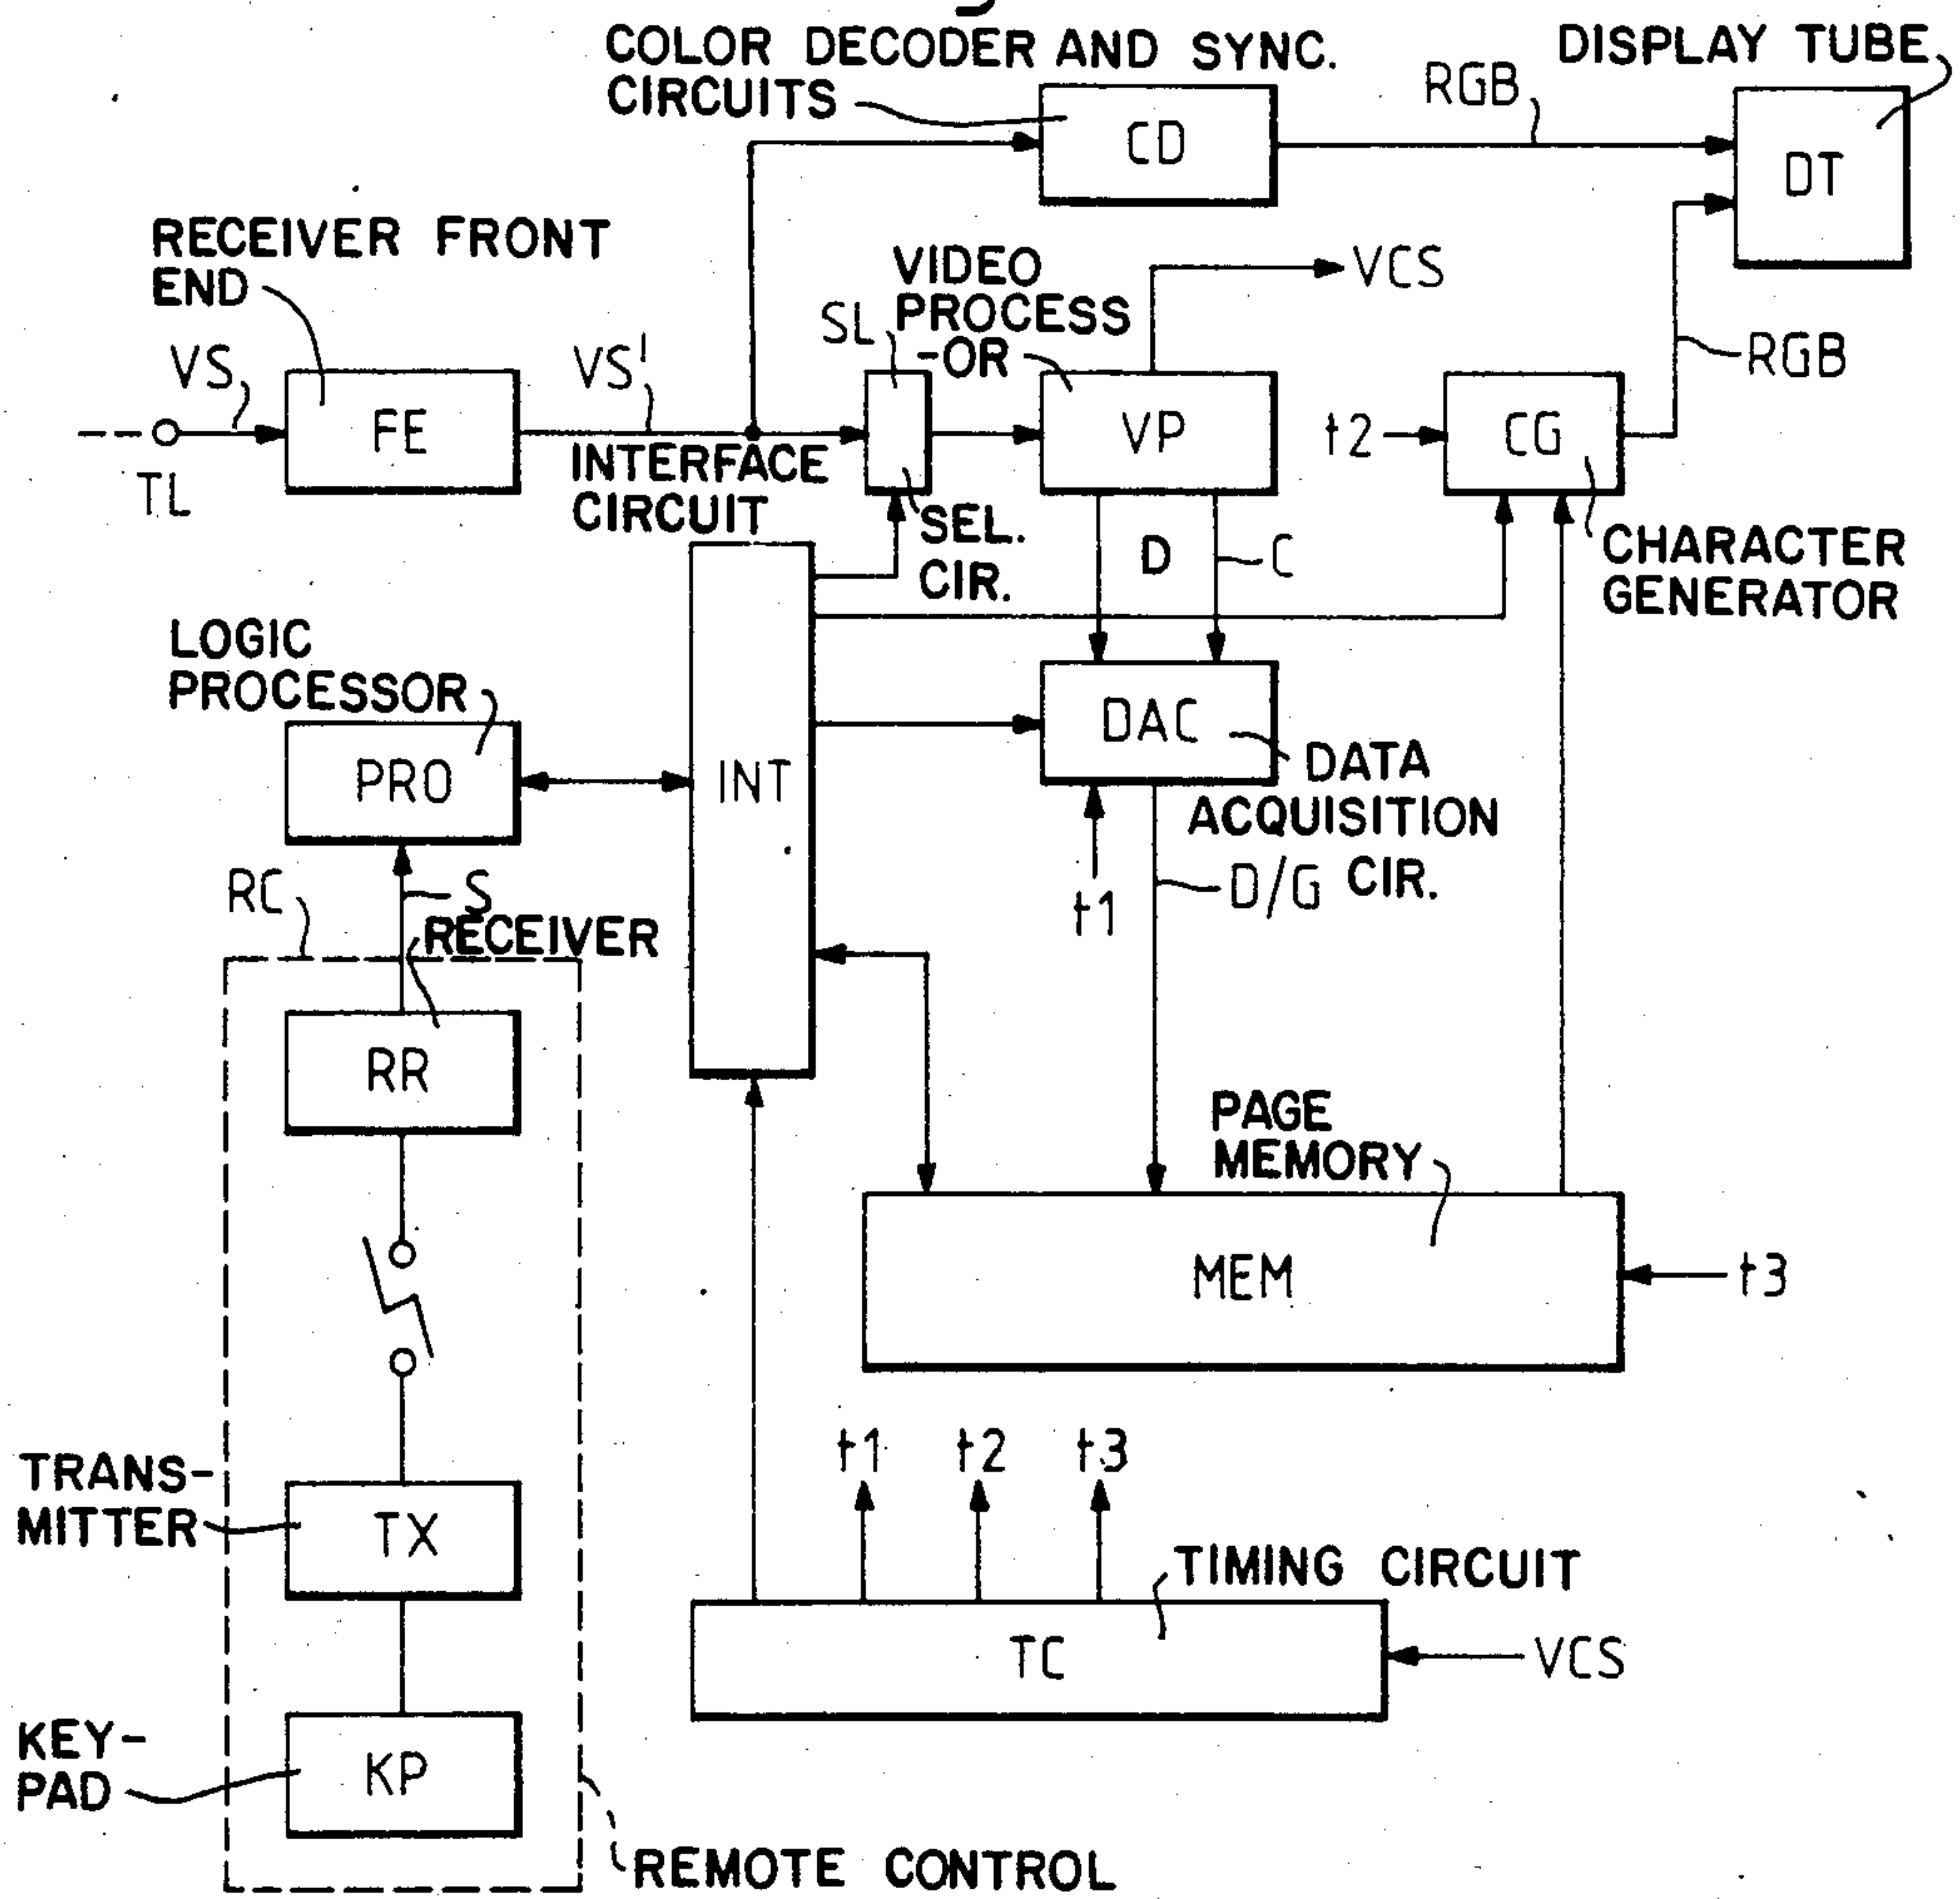 COLOR DECODER AND SYNC.
CIRCUITS
DISPLAY TUBE
RGB
CD
DT
RECEIVER FRONT
END
VIDEO
PROCESS
-OR
SL
VCS
RGB
VS
VS'
FE
VP
t2
CG
TL
INTERFACE
CIRCUIT
SEL.
CIR.
D
C
CHARACTER
GENERATOR
LOGIC
PROCESSOR
PRO
INT
DAC
DATA
ACQUISITION
CIR.
t1
D/G
RC
S
RECEIVER
RR
PAGE
MEMORY
MEM
t3
TRANS-
MITTER
TX
t1
t2
t3
TIMING CIRCUIT
TC
VCS
KEY-
PAD
KP
REMOTE CONTROL